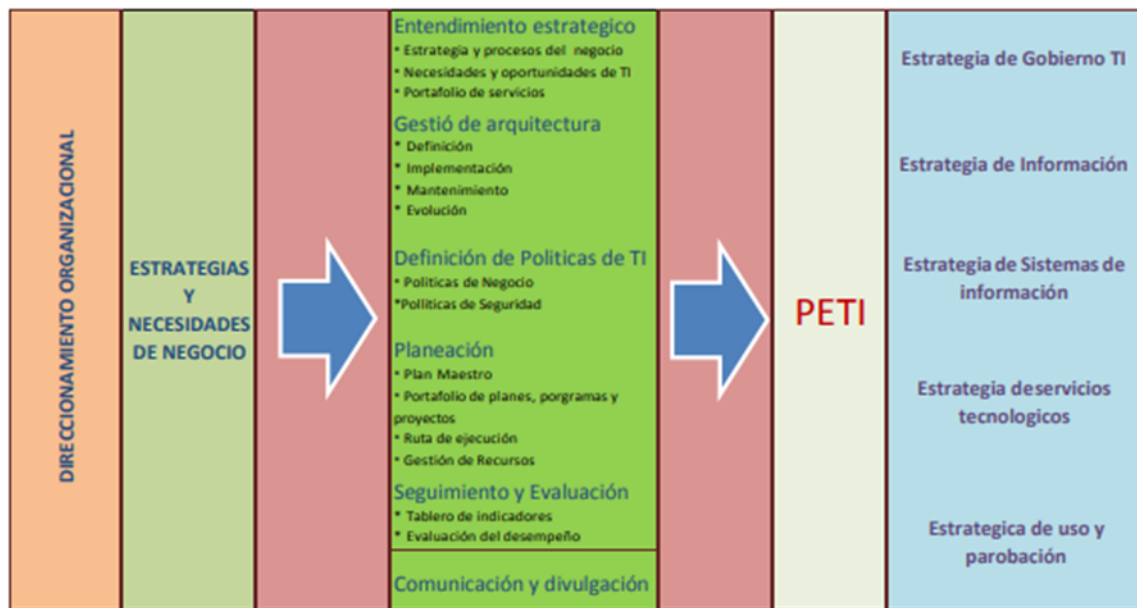 DIRECCIONAMIENTO ORGANIZACIONAL
ESTRATEGIAS
Y
NECESIDADES
DE NEGOCIO
Entendimiento estrategico
* Estrategia y procesos del negocio
* Necesidades y oportunidades de TI
* Portafolio de servicios
Gestió de arquitectura
* Definición
* Implementación
* Mantenimiento
* Evolución
Definición de Politicas de TI
* Políticas de Negocio
*Políticas de Seguridad
Planeación
* Plan Maestro
* Portafolio de planes, porgramas y
proyectos
* Ruta de ejecución
* Gestión de Recursos
Seguimiento y Evaluación
* Tablero de indicadores
* Evaluación del desempeño
Comunicación y divulgación
PETI
Estrategia de Gobierno TI
Estrategia de Información
Estrategia de Sistemas de
información
Estrategia deservicios
tecnologicos
Estrategica de uso y
parobación